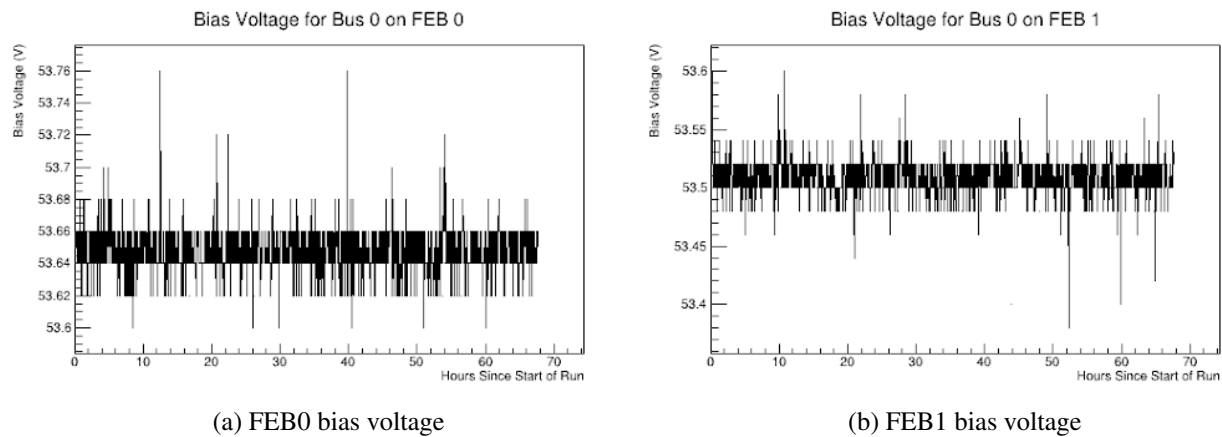 Bias Voltage for Bus 0 on FEB 0
Bias Voltage (V)
53.76
53.74
53.72
53.7
53.68
53.66
53.64
53.62
53.6
0 10 20 30 40 50 60 70
Hours Since Start of Run
(a) FEB0 bias voltage
Bias Voltage for Bus 0 on FEB 1
Bias Voltage (V)
53.6
53.55
53.5
53.45
53.4
0 10 20 30 40 50 60 70
Hours Since Start of Run
(b) FEB1 bias voltage